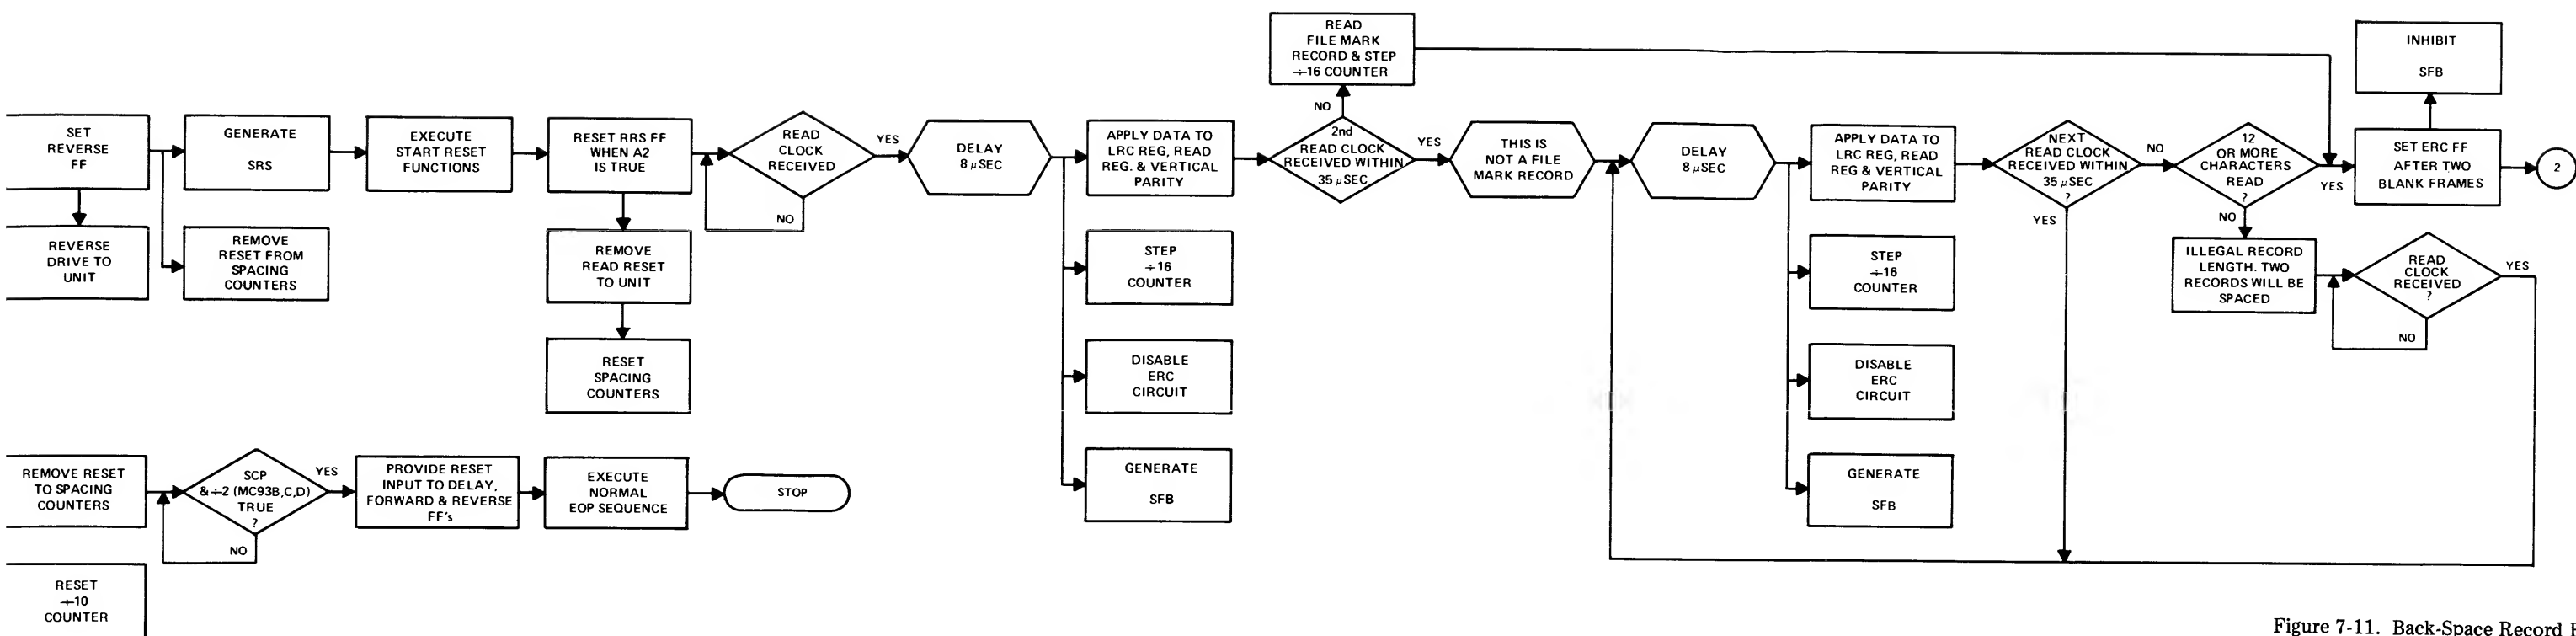 SET
REVERSE
FF
REVERSE
DRIVE TO
UNIT
GENERATE
SRS
REMOVE
RESET FROM
SPACING
COUNTERS
EXECUTE
START RESET
FUNCTIONS
RESET RRS FF
WHEN A2
IS TRUE
REMOVE
READ RESET
TO UNIT
RESET
SPACING
COUNTERS
READ
CLOCK
RECEIVED
YES
NO
DELAY
8 μSEC
APPLY DATA TO
LRC REG, READ
REG. & VERTICAL
PARITY
STEP
÷16
COUNTER
DISABLE
ERC
CIRCUIT
GENERATE
SFB
READ
FILE MARK
RECORD & STEP
÷16 COUNTER
NO
2nd
READ CLOCK
RECEIVED WITHIN
35 μSEC
YES
THIS IS
NOT A FILE
MARK RECORD
DELAY
8 μSEC
APPLY DATA TO
LRC REG, READ
REG & VERTICAL
PARITY
STEP
÷16
COUNTER
DISABLE
ERC
CIRCUIT
GENERATE
SFB
NEXT
READ CLOCK
RECEIVED WITHIN
35 μSEC
?
NO
YES
12
OR MORE
CHARACTERS
READ
?
YES
NO
INHIBIT
SFB
SET ERC FF
AFTER TWO
BLANK FRAMES
2
ILLEGAL RECORD
LENGTH. TWO
RECORDS WILL BE
SPACED
READ
CLOCK
RECEIVED
?
YES
NO
REMOVE RESET
TO SPACING
COUNTERS
SCP
&÷2 (MC93B,C,D)
TRUE
?
YES
NO
PROVIDE RESET
INPUT TO DELAY,
FORWARD & REVERSE
FF's
EXECUTE
NORMAL
EOP SEQUENCE
STOP
RESET
÷10
COUNTER
Figure 7-11. Back-Space Record